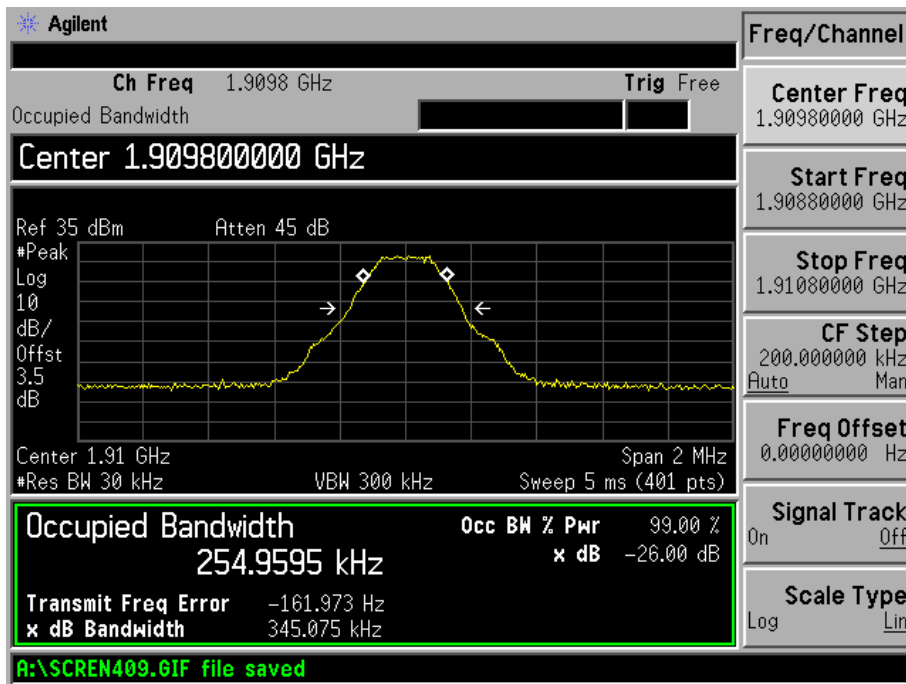 Agilent
Freq/Channel
Ch Freq 1.9098 GHz Trig Free
Occupied Bandwidth
Center 1.909800000 GHz
Ref 35 dBm Atten 45 dB
#Peak
Log
10
dB/
Offst
3.5
dB
Center 1.91 GHz Span 2 MHz
#Res BW 30 kHz VBW 300 kHz Sweep 5 ms (401 pts)
Occupied Bandwidth
254.9595 kHz
Occ BW % Pwr 99.00 %
x dB -26.00 dB
Transmit Freq Error -161.973 Hz
x dB Bandwidth 345.075 kHz
A:\SCREN409.GIF file saved
Center Freq
1.90980000 GHz
Start Freq
1.90880000 GHz
Stop Freq
1.91080000 GHz
CF Step
200.000000 kHz
Auto Man
Freq Offset
0.00000000 Hz
Signal Track
On Off
Scale Type
Log Lin